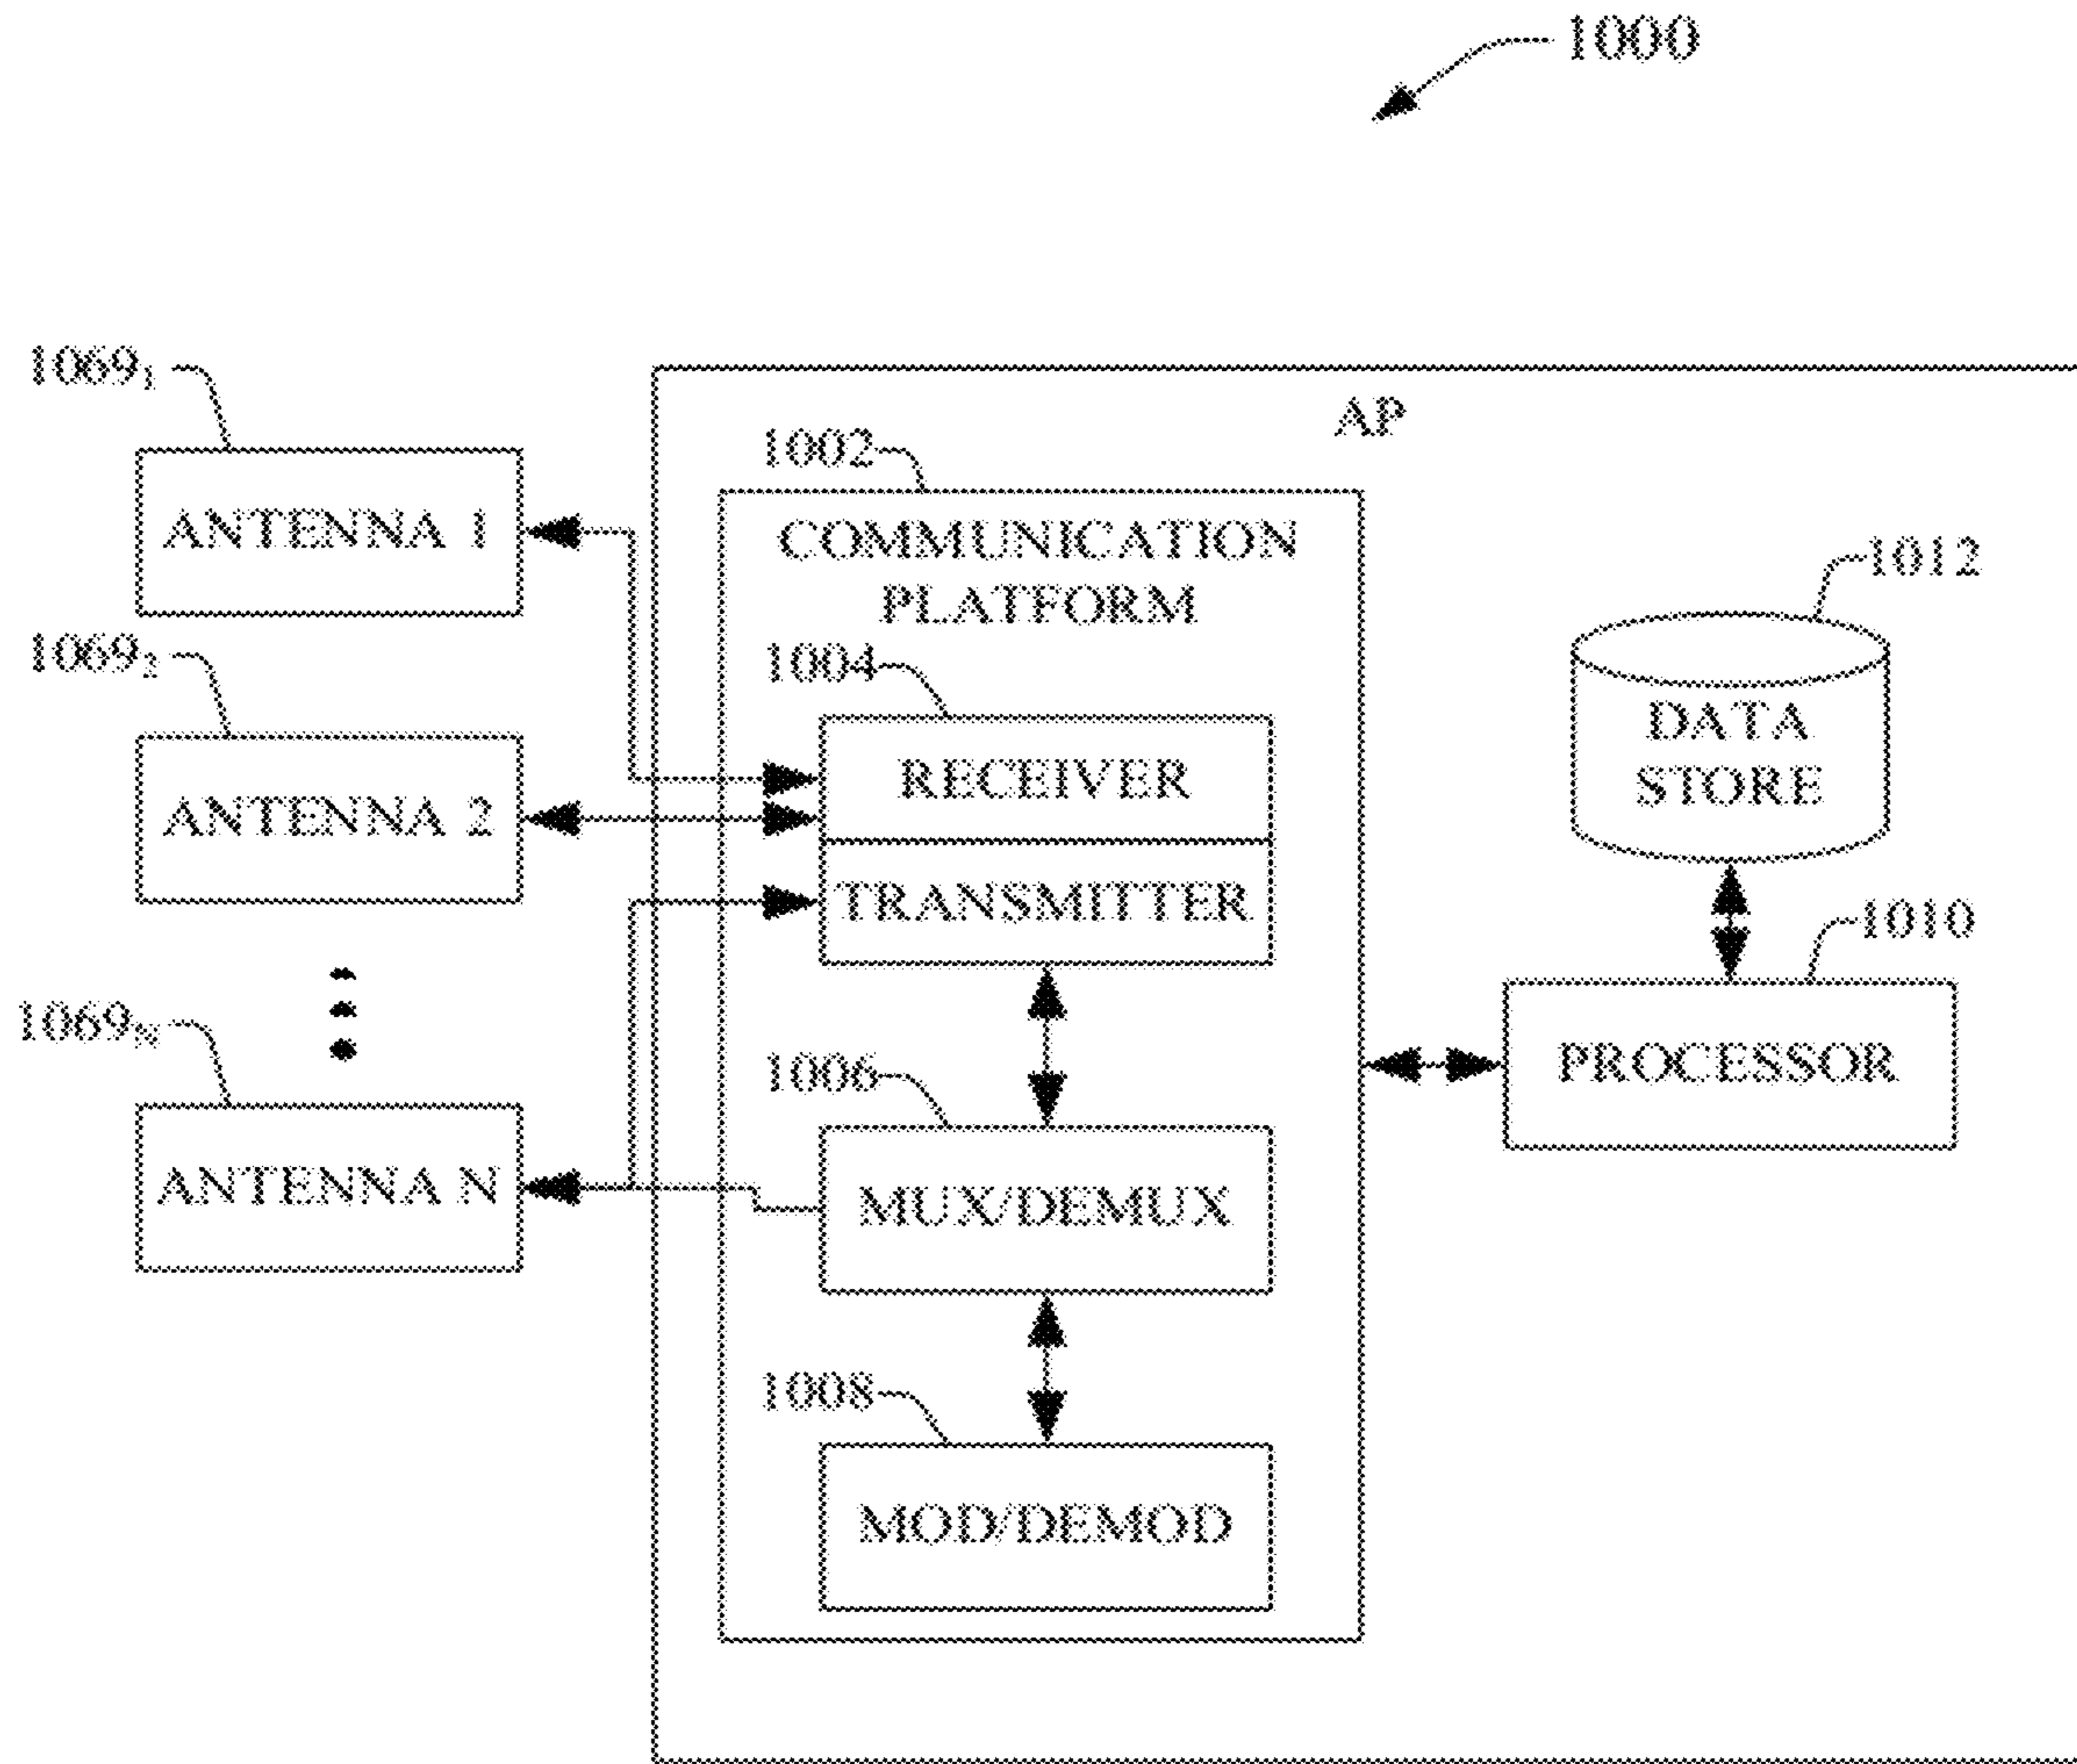 1000
1069₁
AP
1002
ANTENNA 1
COMMUNICATION
PLATFORM
1012
1069₂
1004
DATA
STORE
RECEIVER
ANTENNA 2
TRANSMITTER
1010
1069_N
1006
PROCESSOR
ANTENNA N
MUX/DEMUX
1008
MOD/DEMOD